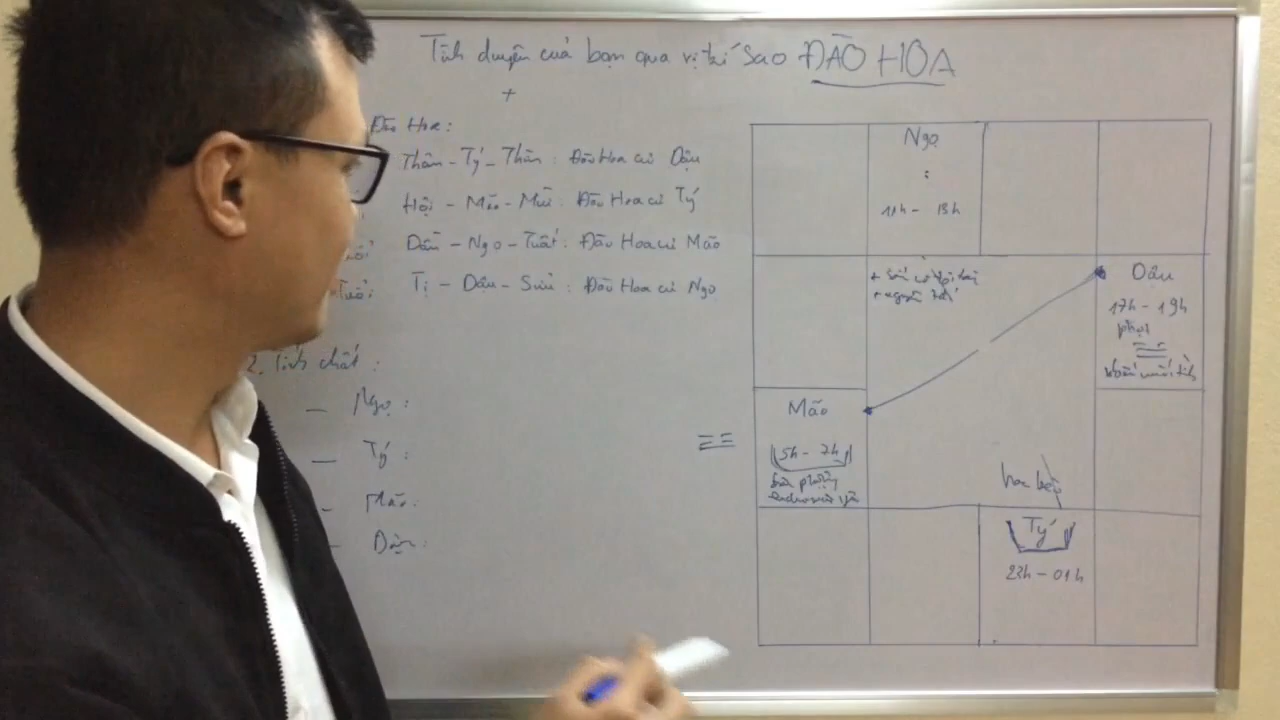 Tình duyên của bạn qua vị trí sao ĐÀO HOA
+
Đào Hoa:
Thân - Tý - Thìn: Đào Hoa cư Dậu
Hợi - Mão - Mùi: Đào Hoa cư Tý
Dần - Ngọ - Tuất: Đào Hoa cư Mão
Tuổi: Tị - Dậu - Sửu: Đào Hoa cư Ngọ
2. Tính chất:
- Ngọ:
- Tý:
- Mão:
- Dậu:
Ngọ
:
11h - 13h
Dậu
17h - 19h
Mão
5h - 7h
Tý
23h - 01h